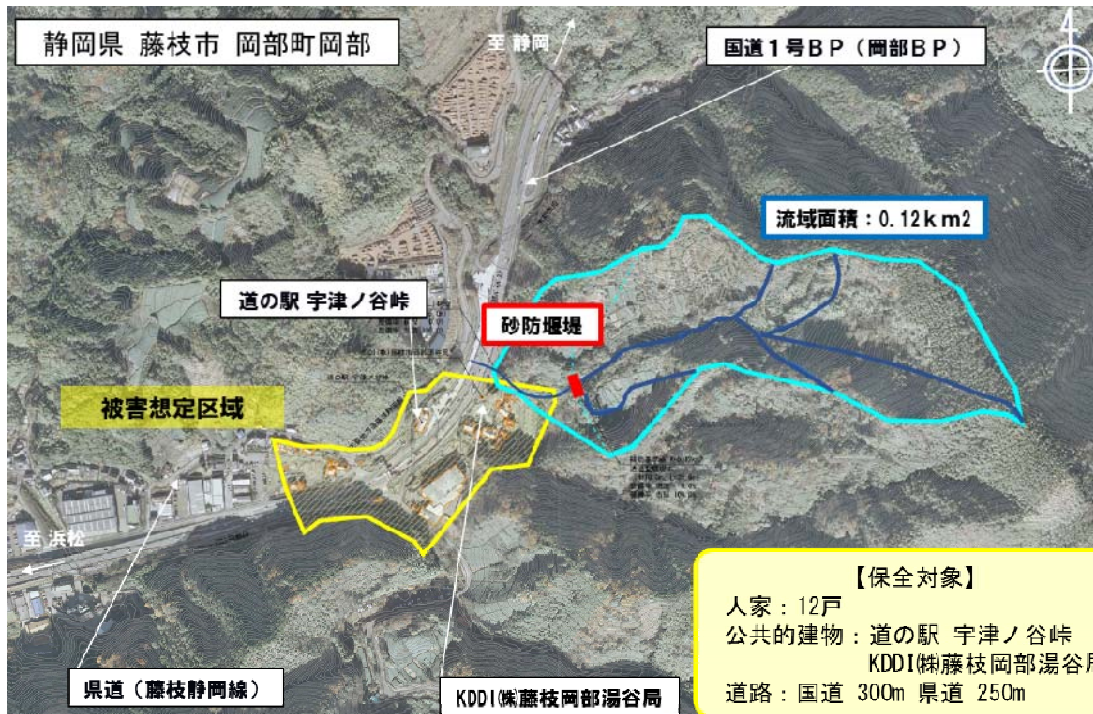 静岡県 藤枝市 岡部町岡部
至 静岡
国道1号BP(岡部BP)
流域面積:0.12km2
道の駅 宇津ノ谷峠
砂防堰堤
被害想定区域
至 浜松
県道(藤枝静岡線)
KDDI㈱藤枝岡部湯谷局
【保全対象】
人家:12戸
公共的建物:道の駅 宇津ノ谷峠
KDDI㈱藤枝岡部湯谷局
道路:国道 300m 県道 250m